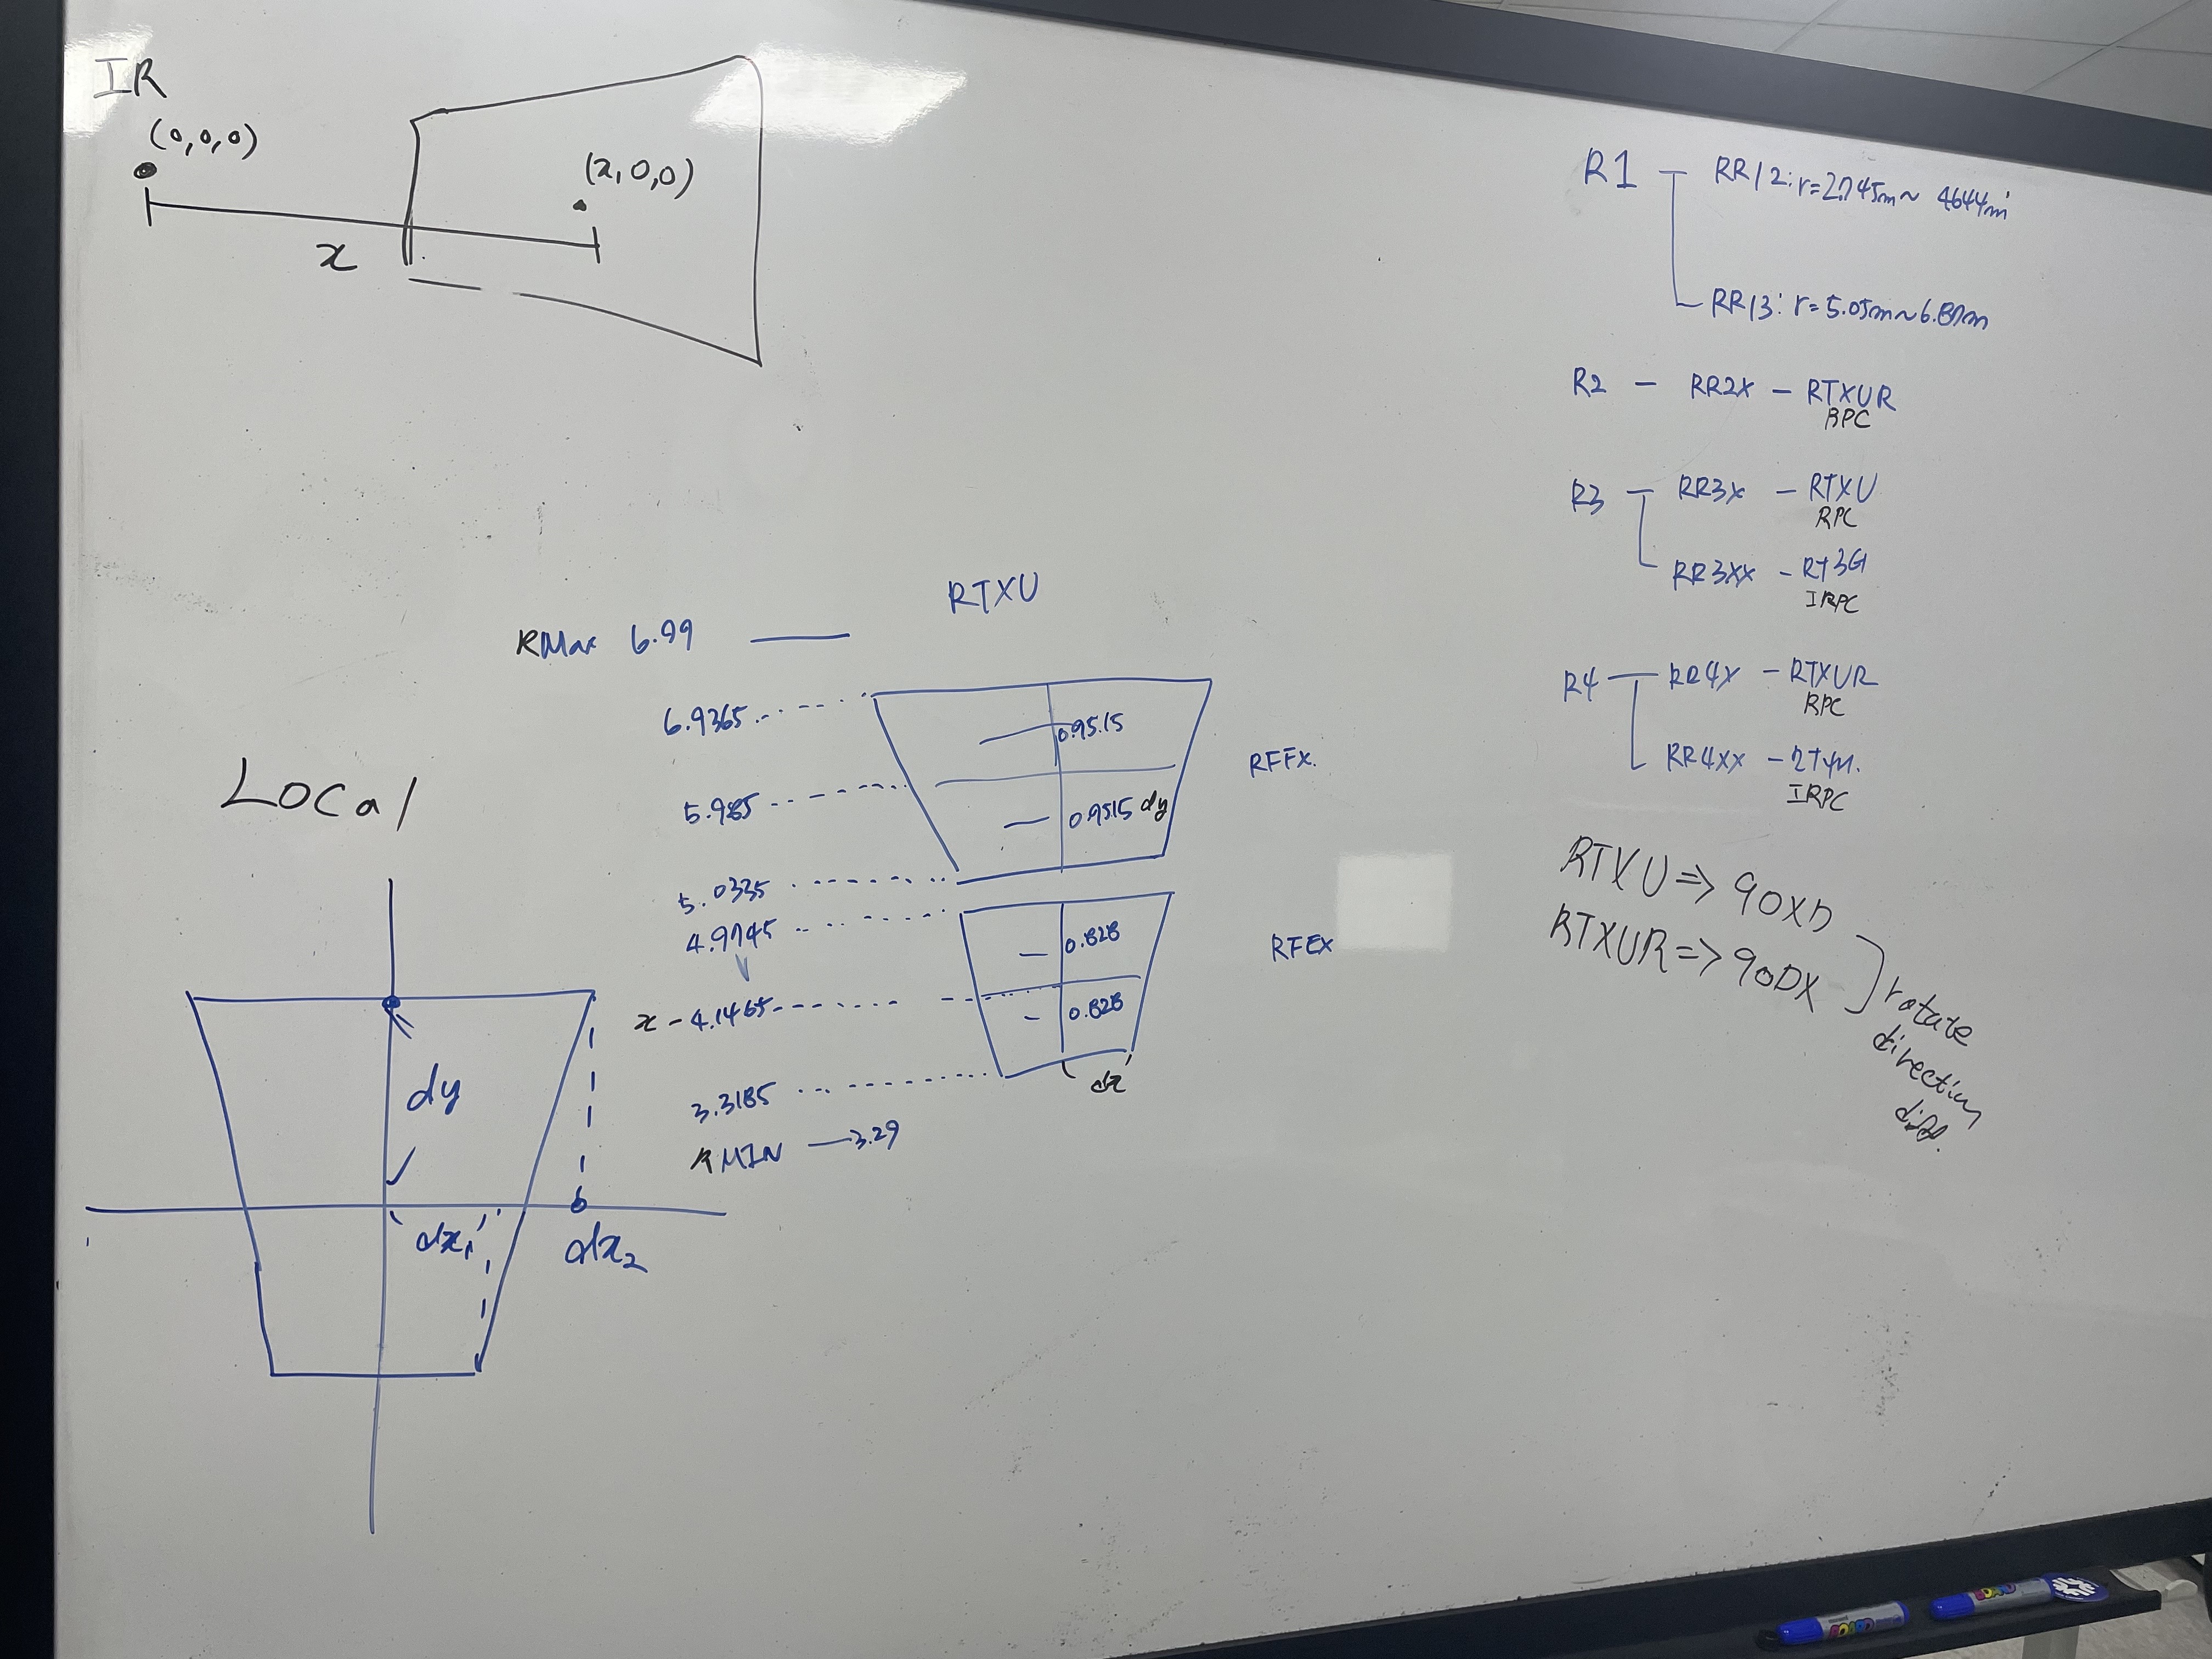 IR
(0,0,0)
(x,0,0)
x
R1 RR12: r=2.745m~ 4.644m
RR13: r=5.05m~6.87m
R2 - RR2X - RTXUR
RPC
R3 RR3X - RTXU
RPC
RR3XX - RT3G
IRPC
R4 RR4X - RTXUR
RPC
RR4XX -
IRPC
RTXU => 90XD
RTXUR => 90DX
rotate
direction
diff.
RTXU
RMax 6.99
6.9365
0.9515
RFFX.
5.985
0.9515 dy
5.0335
4.9745
0.828
RFEX
x - 4.1465
0.828
3.3185
dx
RMIN — 3.29
Local
dy
dx1
dx2